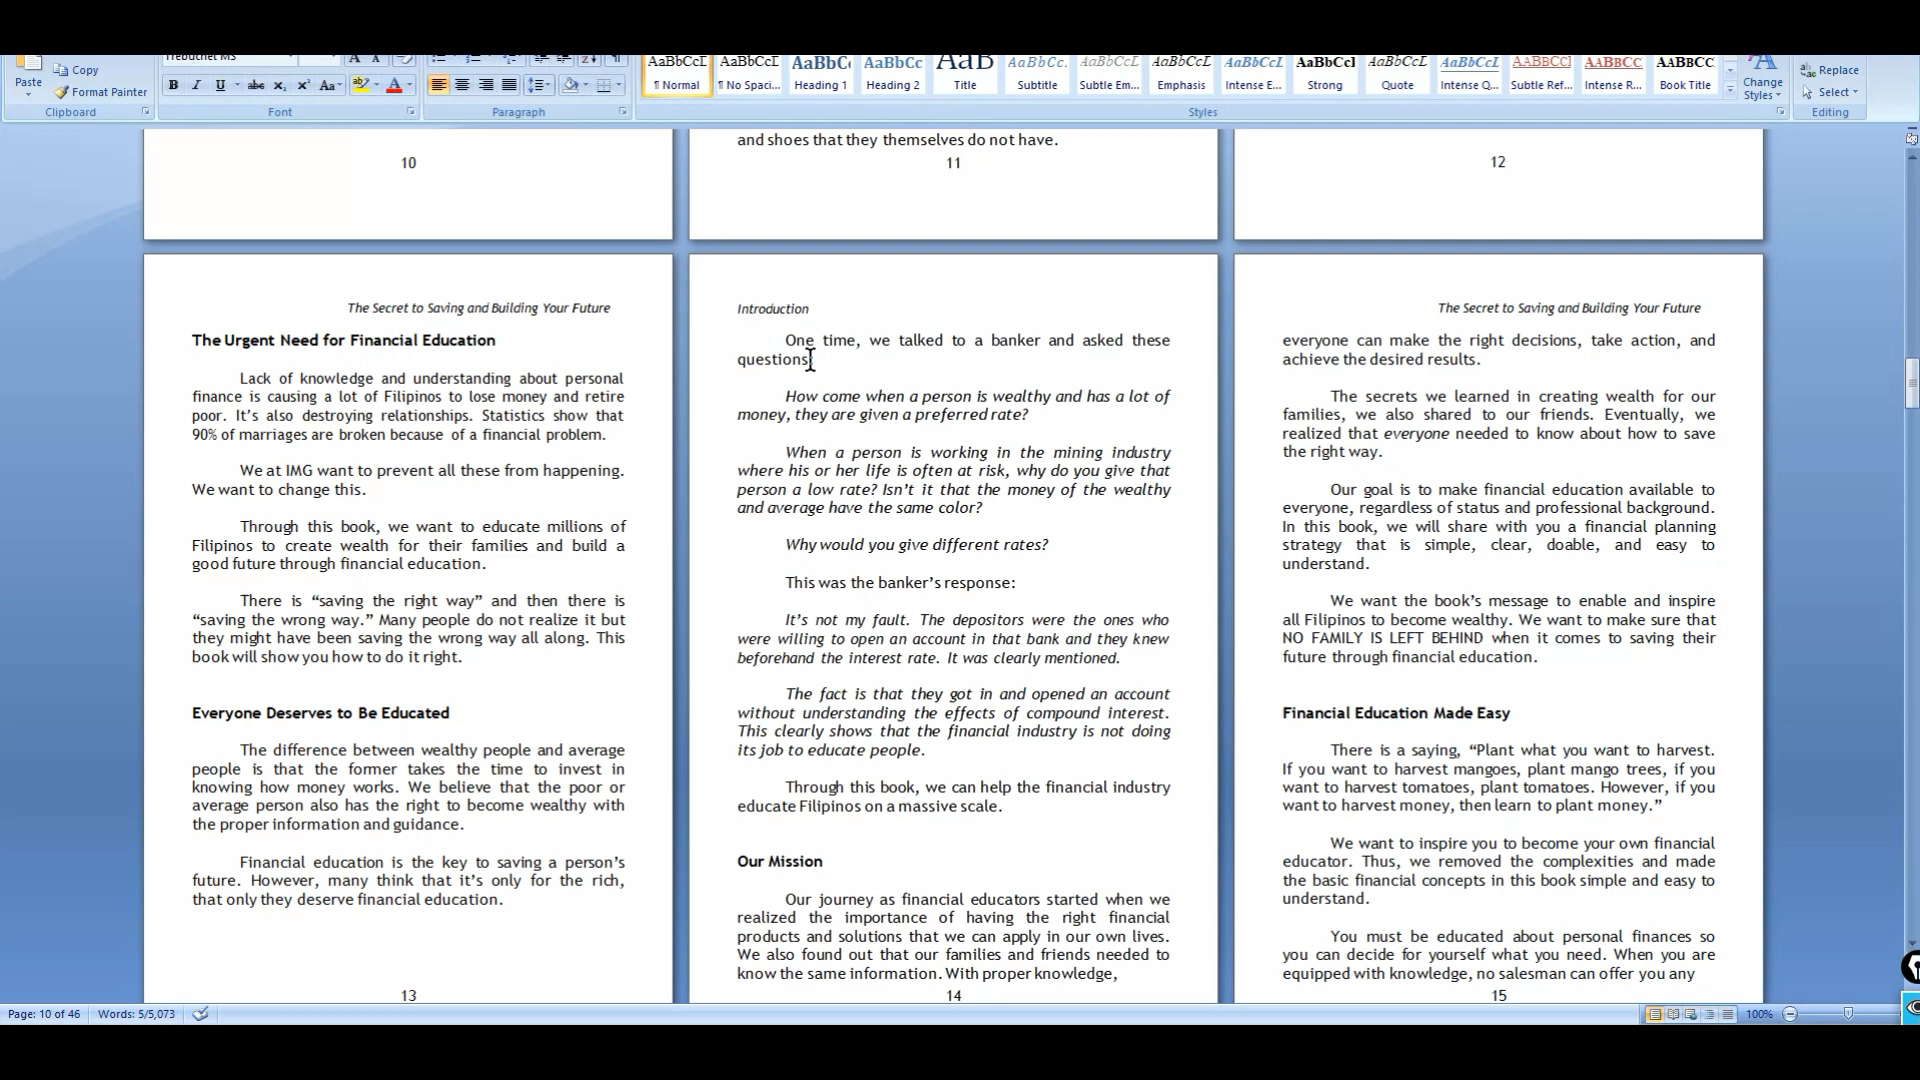 Trebuchet MS
Paste
Copy
Format Painter
Clipboard
B I U abc x₂ x² Aa ab A
Font
Paragraph
AaBbCcDc AaBbCcDc AaBbC AaBbCc AaB AaBbCc. AaBbCcDc AaBbCcDc AaBbCcDc AaBbCcDc AaBbCcDc AaBbCcDc AABBCCDC AABBCCDC AABBCCDC
¶ Normal ¶ No Spaci... Heading 1 Heading 2 Title Subtitle Subtle Em... Emphasis Intense E... Strong Quote Intense Q... Subtle Ref... Intense R... Book Title
Styles
Change
Styles
Replace
Select
Editing
10
and shoes that they themselves do not have.
11
12
The Secret to Saving and Building Your Future
The Urgent Need for Financial Education
Lack of knowledge and understanding about personal
finance is causing a lot of Filipinos to lose money and retire
poor. It's also destroying relationships. Statistics show that
90% of marriages are broken because of a financial problem.
We at IMG want to prevent all these from happening.
We want to change this.
Through this book, we want to educate millions of
Filipinos to create wealth for their families and build a
good future through financial education.
There is “saving the right way” and then there is
“saving the wrong way.” Many people do not realize it but
they might have been saving the wrong way all along. This
book will show you how to do it right.
Everyone Deserves to Be Educated
The difference between wealthy people and average
people is that the former takes the time to invest in
knowing how money works. We believe that the poor or
average person also has the right to become wealthy with
the proper information and guidance.
Financial education is the key to saving a person’s
future. However, many think that it’s only for the rich,
that only they deserve financial education.
13
Introduction
One time, we talked to a banker and asked these
questions:
How come when a person is wealthy and has a lot of
money, they are given a preferred rate?
When a person is working in the mining industry
where his or her life is often at risk, why do you give that
person a low rate? Isn’t it that the money of the wealthy
and average have the same color?
Why would you give different rates?
This was the banker’s response:
It’s not my fault. The depositors were the ones who
were willing to open an account in that bank and they knew
beforehand the interest rate. It was clearly mentioned.
The fact is that they got in and opened an account
without understanding the effects of compound interest.
This clearly shows that the financial industry is not doing
its job to educate people.
Through this book, we can help the financial industry
educate Filipinos on a massive scale.
Our Mission
Our journey as financial educators started when we
realized the importance of having the right financial
products and solutions that we can apply in our own lives.
We also found out that our families and friends needed to
know the same information. With proper knowledge,
14
The Secret to Saving and Building Your Future
everyone can make the right decisions, take action, and
achieve the desired results.
The secrets we learned in creating wealth for our
families, we also shared to our friends. Eventually, we
realized that everyone needed to know about how to save
the right way.
Our goal is to make financial education available to
everyone, regardless of status and professional background.
In this book, we will share with you a financial planning
strategy that is simple, clear, doable, and easy to
understand.
We want the book’s message to enable and inspire
all Filipinos to become wealthy. We want to make sure that
NO FAMILY IS LEFT BEHIND when it comes to saving their
future through financial education.
Financial Education Made Easy
There is a saying, “Plant what you want to harvest.
If you want to harvest mangoes, plant mango trees, if you
want to harvest tomatoes, plant tomatoes. However, if you
want to harvest money, then learn to plant money.”
We want to inspire you to become your own financial
educator. Thus, we removed the complexities and made
the basic financial concepts in this book simple and easy to
understand.
You must be educated about personal finances so
you can decide for yourself what you need. When you are
equipped with knowledge, no salesman can offer you any
15
Page: 10 of 46 Words: 5/5,073 100%